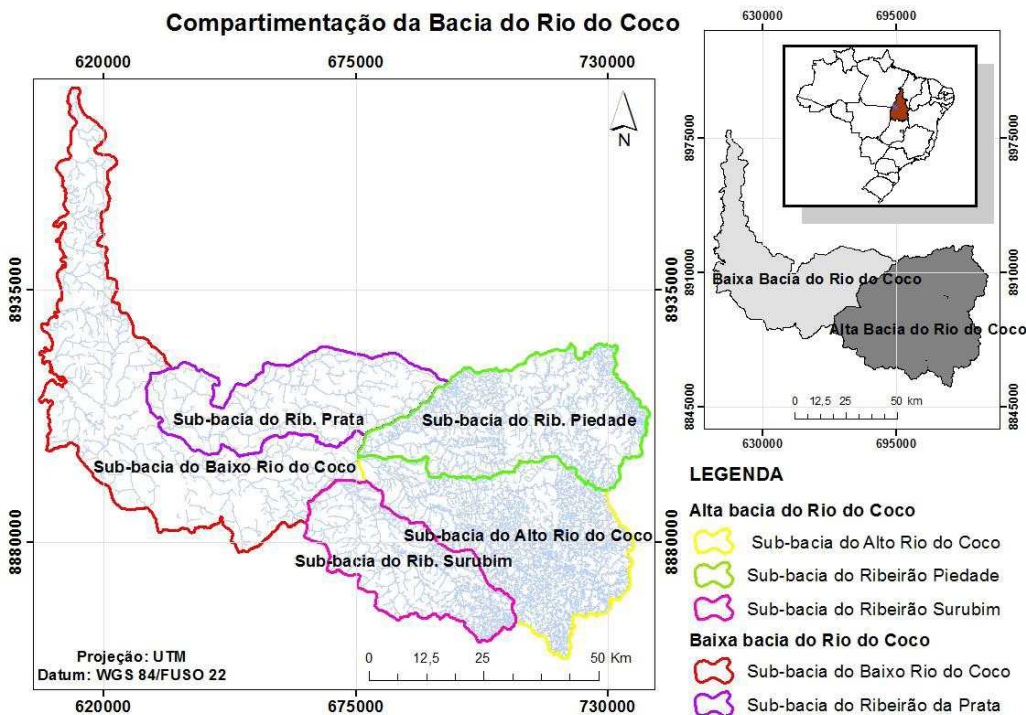 Compartimentação da Bacia do Rio do Coco
620000
675000
730000
8935000
8880000
8935000
8880000
N
Sub-bacia do Rib. Prata
Sub-bacia do Rib. Piedade
Sub-bacia do Baixo Rio do Coco
Sub-bacia do Alto Rio do Coco
Sub-bacia do Rib. Surubim
Projeção: UTM
Datum: WGS 84/FUSO 22
0 12,5 25 50 Km
620000
675000
730000
630000
695000
8975000
8910000
8845000
8975000
8910000
8845000
Baixa Bacia do Rio do Coco
Alta Bacia do Rio do Coco
0 12,5 25 50 Km
630000
695000
LEGENDA
Alta bacia do Rio do Coco
Sub-bacia do Alto Rio do Coco
Sub-bacia do Ribeirão Piedade
Sub-bacia do Ribeirão Surubim
Baixa bacia do Rio do Coco
Sub-bacia do Baixo Rio do Coco
Sub-bacia do Ribeirão da Prata